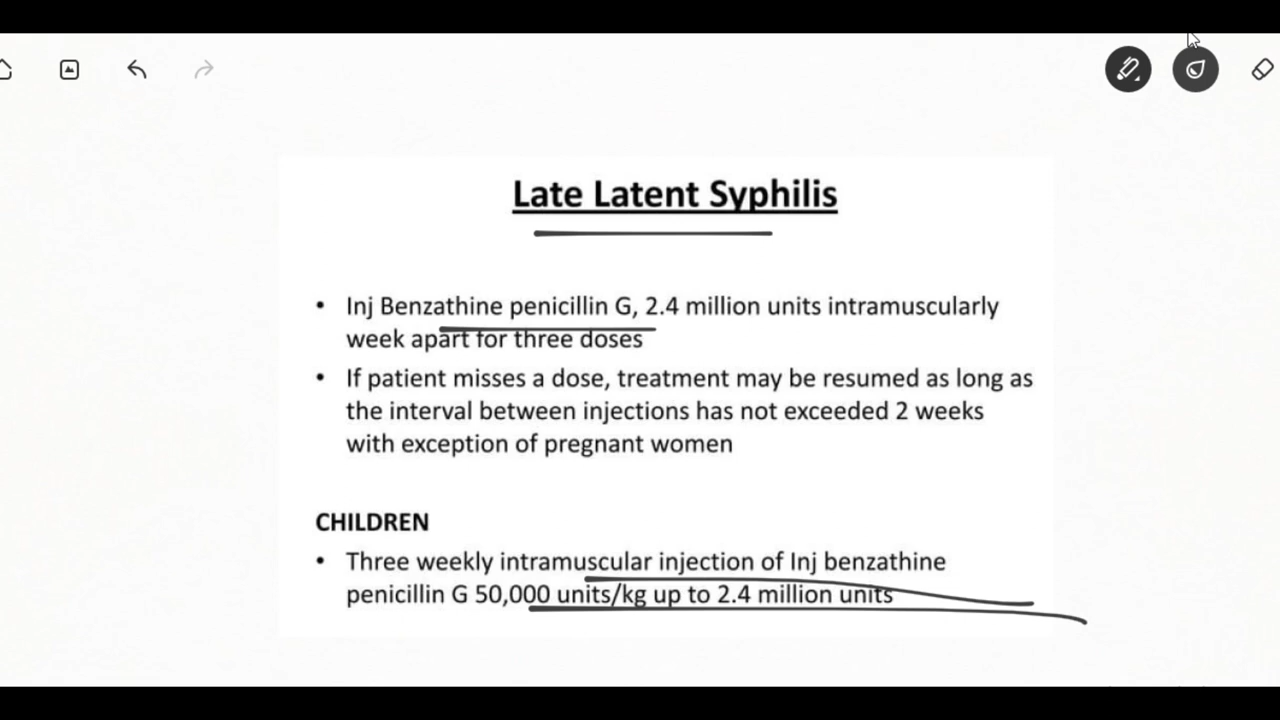 Late Latent Syphilis
• Inj Benzathine penicillin G, 2.4 million units intramuscularly
week apart for three doses
• If patient misses a dose, treatment may be resumed as long as
the interval between injections has not exceeded 2 weeks
with exception of pregnant women
CHILDREN
• Three weekly intramuscular injection of Inj benzathine
penicillin G 50,000 units/kg up to 2.4 million units